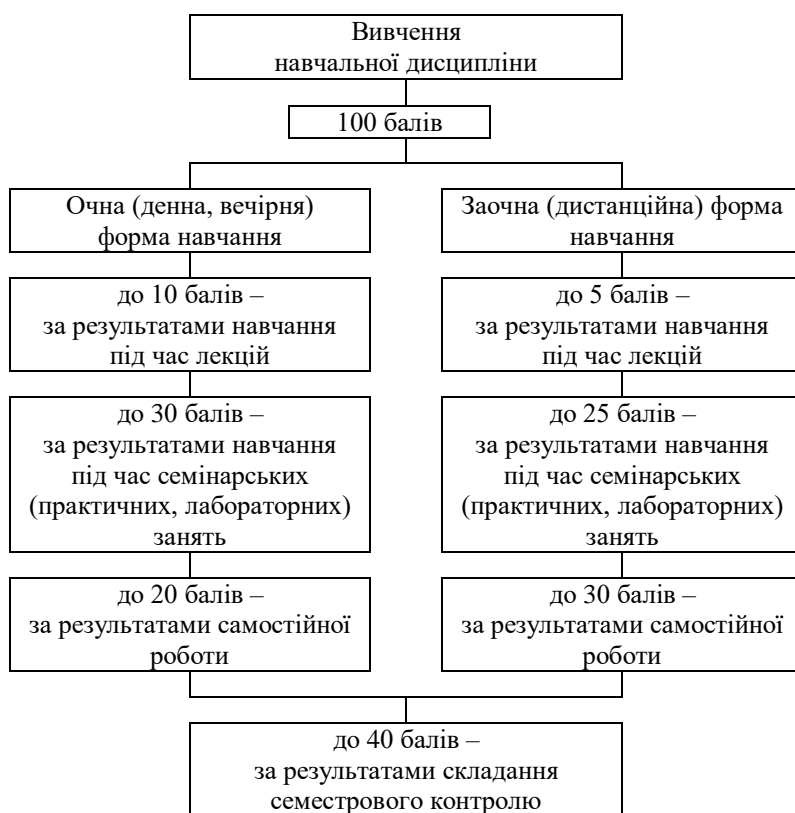 Вивчення
навчальної дисципліни
100 балів
Очна (денна, вечірня)
форма навчання
до 10 балів –
за результатами навчання
під час лекцій
до 30 балів –
за результатами навчання
під час семінарських
(практичних, лабораторних)
занять
до 20 балів –
за результатами самостійної
роботи
Заочна (дистанційна) форма
навчання
до 5 балів –
за результатами навчання
під час лекцій
до 25 балів –
за результатами навчання
під час семінарських
(практичних, лабораторних)
занять
до 30 балів –
за результатами самостійної
роботи
до 40 балів –
за результатами складання
семестрового контролю